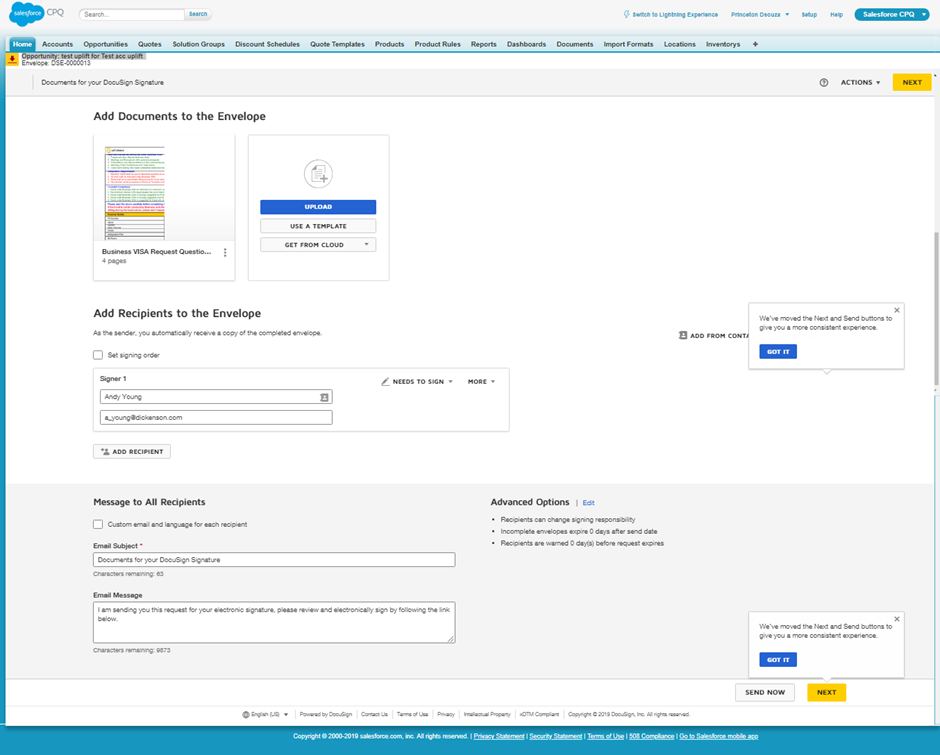 salesforce CPQ
Search...
Search
Switch to Lightning Experience
Princeton Dsouza
Setup
Help
Salesforce CPQ
Home Accounts Opportunities Quotes Solution Groups Discount Schedules Quote Templates Products Product Rules Reports Dashboards Documents Import Formats Locations Inventorys +
Opportunity: test uplift for Test acc uplift
Envelope: DSE-0000013
Documents for your DocuSign Signature
ACTIONS
NEXT
Add Documents to the Envelope
UPLOAD
USE A TEMPLATE
GET FROM CLOUD
Business VISA Request Questio...
4 pages
Add Recipients to the Envelope
As the sender, you automatically receive a copy of the completed envelope.
ADD FROM CONTA
We've moved the Next and Send buttons to
give you a more consistent experience.
GOT IT
Set signing order
Signer 1
NEEDS TO SIGN
MORE
Andy Young
a_young@dickenson.com
ADD RECIPIENT
Message to All Recipients
Custom email and language for each recipient
Email Subject *
Documents for your DocuSign Signature
Characters remaining: 63
Email Message
I am sending you this request for your electronic signature, please review and electronically sign by following the link
below.
Characters remaining: 9873
Advanced Options | Edit
• Recipients can change signing responsibility
• Incomplete envelopes expire 0 days after send date
• Recipients are warned 0 day(s) before request expires
We've moved the Next and Send buttons to
give you a more consistent experience.
GOT IT
SEND NOW
NEXT
English (US) | Powered by DocuSign | Contact Us | Terms of Use | Privacy | Intellectual Property | xDTM Compliant | Copyright © 2019 DocuSign, Inc. All rights reserved.
Copyright © 2000-2019 salesforce.com, inc. All rights reserved. | Privacy Statement | Security Statement | Terms of Use | 508 Compliance | Go to Salesforce mobile app